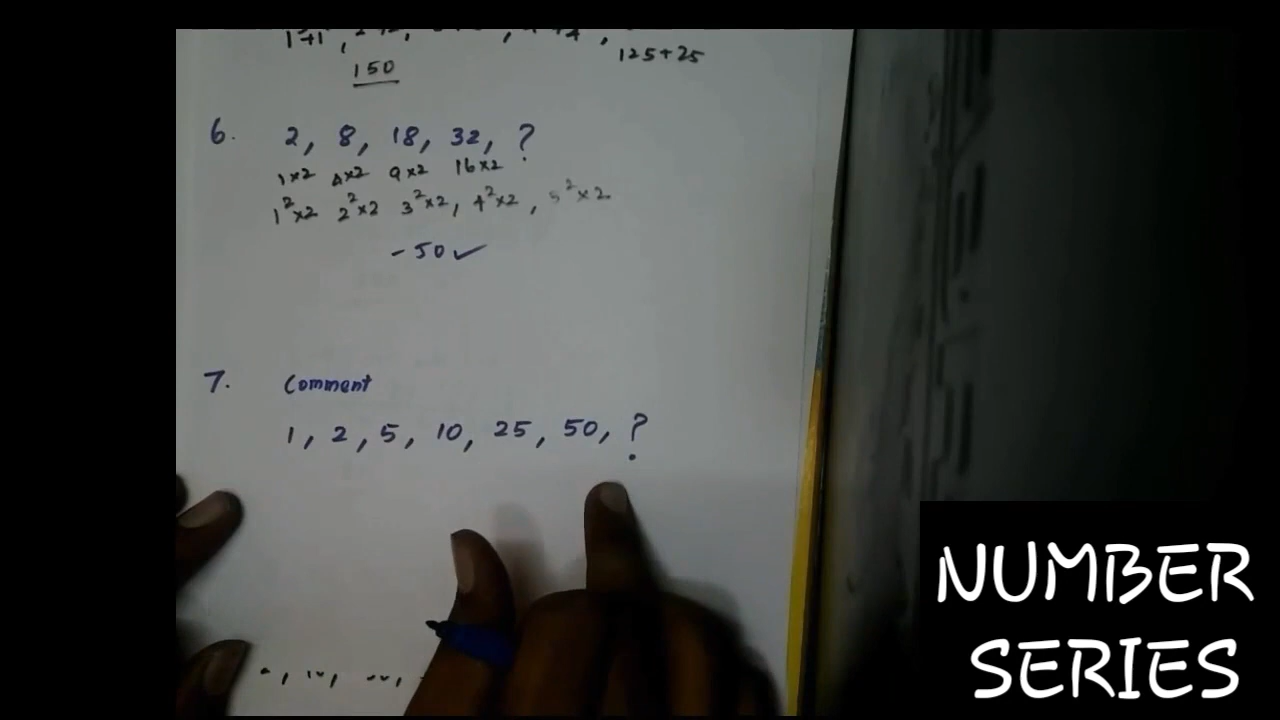 125+25
150
6. 2, 8, 18, 32, ?
1×2 4×2 9×2 16×2
1²×2 2²×2 3²×2, 4²×2, 5²×2
- 50 ✓
7. Comment
1, 2, 5, 10, 25, 50, ?
NUMBER
SERIES